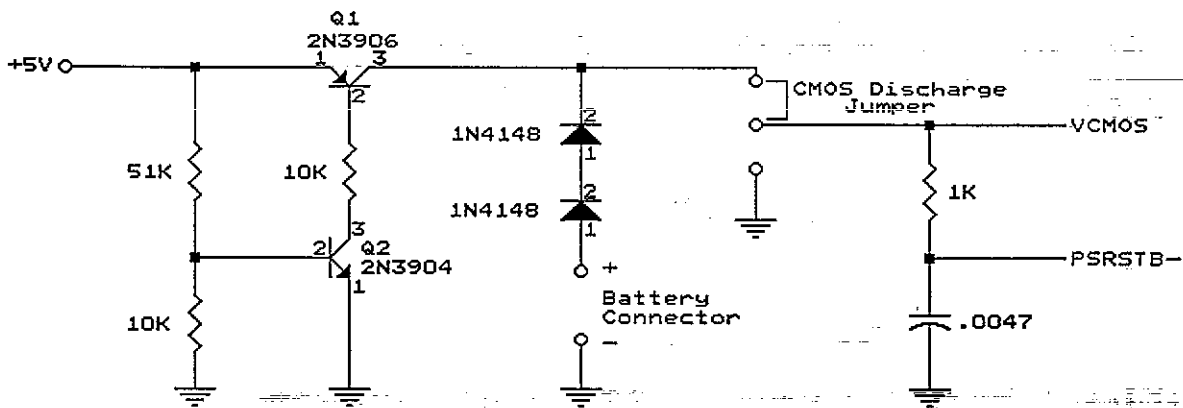 Q1
2N3906
1
3
2
+5V
CMOS Discharge
Jumper
VCMOS
2
1N4148
1
51K
10K
1K
2
1N4148
1
3
2
Q2
2N3904
1
PSRSTB-
+
Battery
Connector
-
10K
.0047